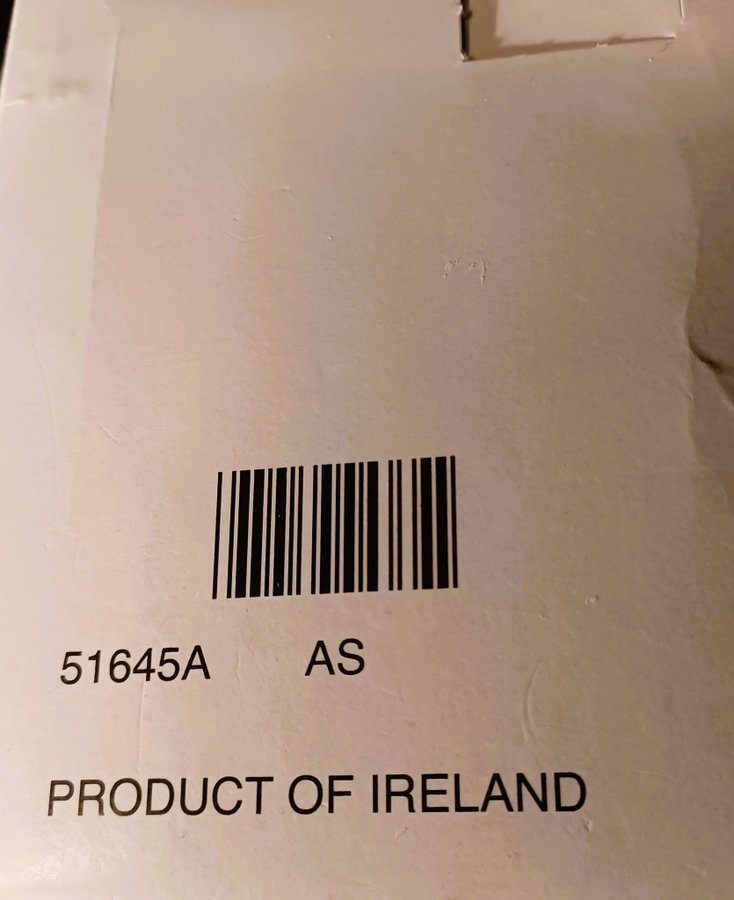 51645A AS
PRODUCT OF IRELAND